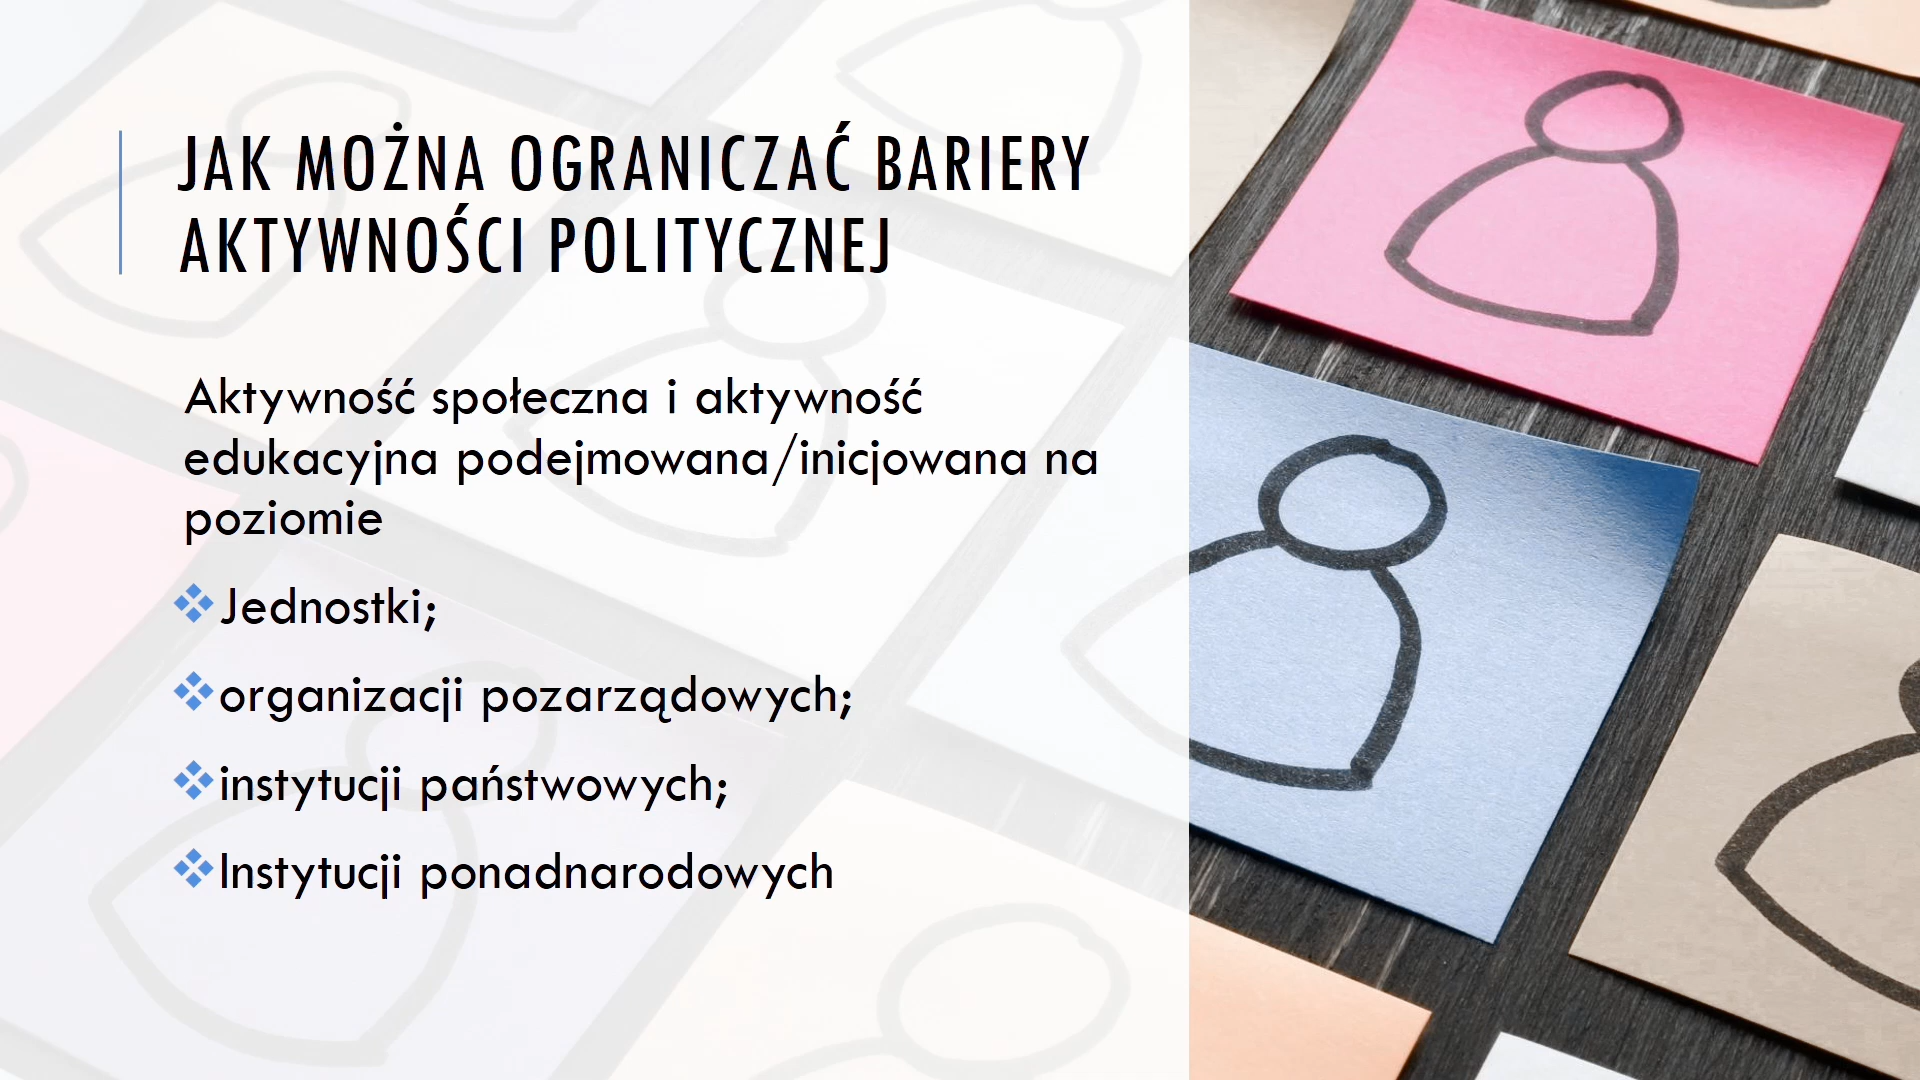 JAK MOŻNA OGRANICZAĆ BARIERY
AKTYWNOŚCI POLITYCZNEJ
Aktywność społeczna i aktywność
edukacyjna podejmowana/inicjowana na
poziomie
Jednostki;
organizacji pozarządowych;
instytucji państwowych;
Instytucji ponadnarodowych